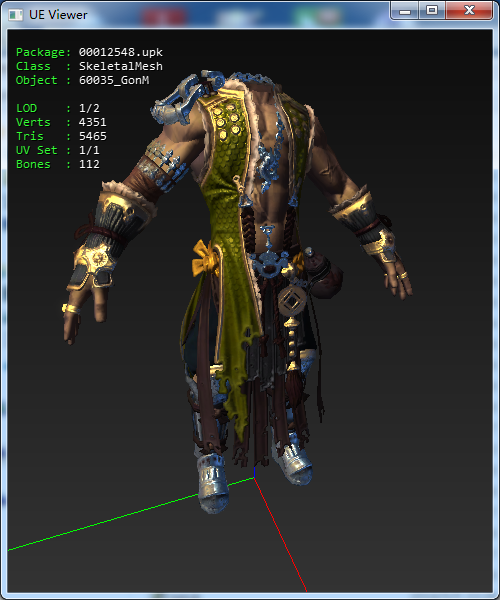 UE Viewer
Package: 00012548.upk
Class  : SkeletalMesh
Object : 60035_GonM
LOD    : 1/2
Verts  : 4351
Tris   : 5465
UV Set : 1/1
Bones  : 112